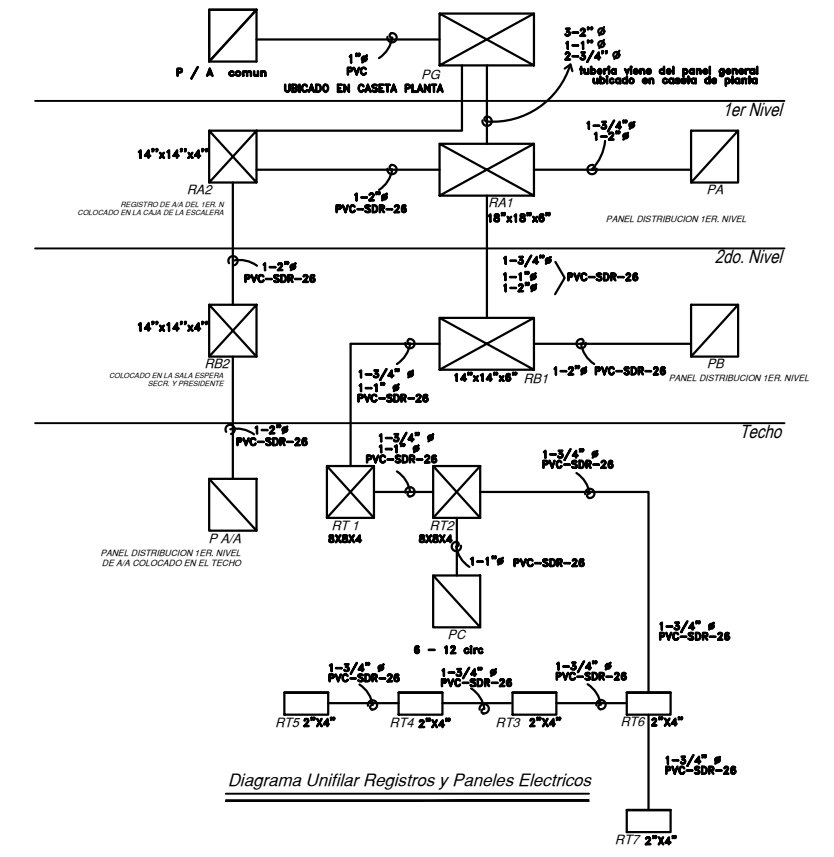 P / A comun
1"ø
PVC
PG
UBICADO EN CASETA PLANTA
3-2" Ø
1-1" Ø
2-3/4" Ø
tuberia viene del panel general
ubicado en caseta de planta
1er Nivel
14"x14"x4"
RA2
REGISTRO DE A/A DEL 1ER. N
COLOCADO EN LA CAJA DE LA ESCALERA
1-2"ø
PVC-SDR-26
RA1
18"x18"x6"
1-3/4"ø
1-2"ø
PA
PANEL DISTRIBUCION 1ER. NIVEL
2do. Nivel
1-2"ø
PVC-SDR-26
1-3/4"ø
1-1"ø
1-2"ø
PVC-SDR-26
14"x14"x4"
RB2
COLOCADO EN LA SALA ESPERA
SECR. Y PRESIDENTE
1-3/4" ø
1-1" ø
PVC-SDR-26
14"x14"x6"
RB1
1-2"ø PVC-SDR-26
PB
PANEL DISTRIBUCION 1ER. NIVEL
Techo
1-2"ø
PVC-SDR-26
1-3/4" ø
1-1"ø
PVC-SDR-26
1-3/4" ø
PVC-SDR-26
P A/A
PANEL DISTRIBUCION 1ER. NIVEL
DE A/A COLOCADO EN EL TECHO
RT 1
8X8X4
RT2
8X8X4
1-1"ø PVC-SDR-26
PC
6 - 12 circ
1-3/4" ø
PVC-SDR-26
1-3/4" ø
PVC-SDR-26
1-3/4" ø
PVC-SDR-26
1-3/4" ø
PVC-SDR-26
RT5 2"X4"
RT4 2"X4"
RT3 2"X4"
RT6 2"X4"
1-3/4" ø
PVC-SDR-26
Diagrama Unifilar Registros y Paneles Electricos
RT7 2"X4"